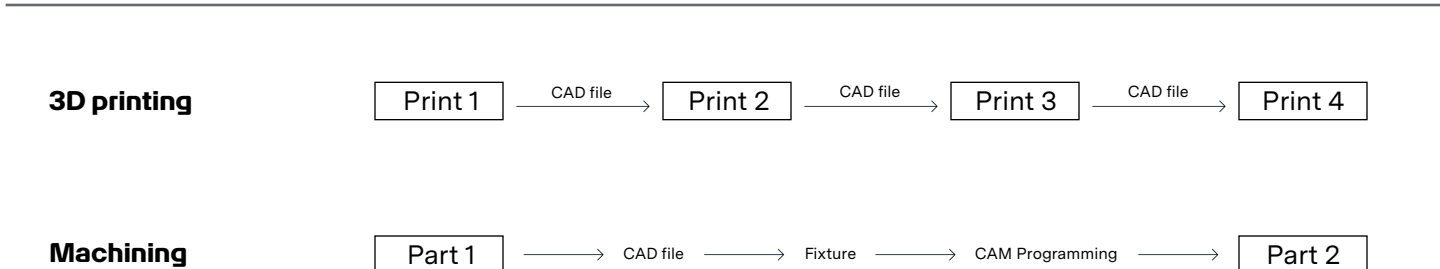 3D printing
Print 1 CAD file Print 2 CAD file Print 3 CAD file Print 4
Machining
Part 1 CAD file Fixture CAM Programming Part 2